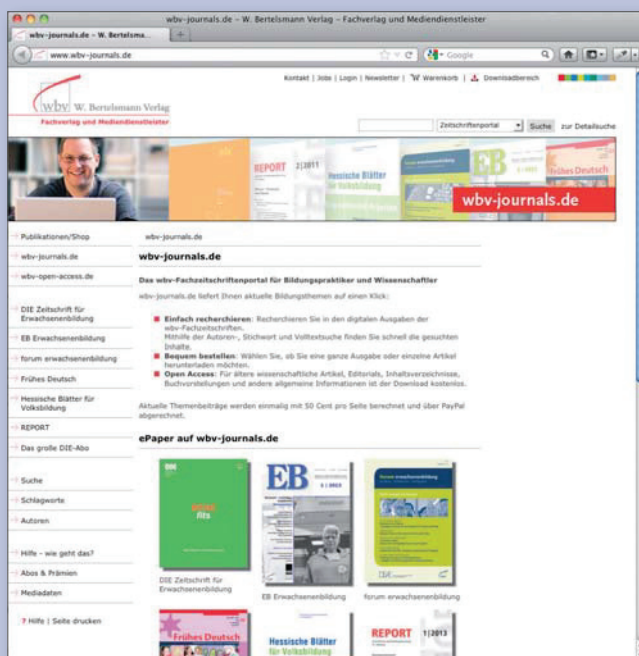 wbv-journals.de – W. Bertelsmann Verlag – Fachverlag und Mediendienstleister
wbv-journals.de – W. Bertelsma...
www.wbv-journals.de
Google
Kontakt | Jobs | Login | Newsletter | Warenkorb | Downloadbereich
wbv W. Bertelsmann Verlag
Fachverlag und Mediendienstleister
Zeitschriftenportal Suche zur Detailsuche
REPORT 2|2011
Hessische Blätter
für Volksbildung
forum erwachsenenbildung
EB
Frühes Deutsch
wbv-journals.de
Publikationen/Shop
wbv-journals.de
wbv-open-access.de
DIE Zeitschrift für
Erwachsenenbildung
EB Erwachsenenbildung
forum erwachsenenbildung
Frühes Deutsch
Hessische Blätter für
Volksbildung
REPORT
Das große DIE-Abo
Suche
Schlagworte
Autoren
Hilfe – wie geht das?
Abos & Prämien
Mediadaten
? Hilfe | Seite drucken
wbv-journals.de
wbv-journals.de
Das wbv-Fachzeitschriftenportal für Bildungspraktiker und Wissenschaftler
wbv-journals.de liefert Ihnen aktuelle Bildungsthemen auf einen Klick:
Einfach recherchieren: Recherchieren Sie in den digitalen Ausgaben der
wbv-Fachzeitschriften.
Mithilfe der Autoren-, Stichwort und Volltextsuche finden Sie schnell die gesuchten
Inhalte.
Bequem bestellen: Wählen Sie, ob Sie eine ganze Ausgabe oder einzelne Artikel
herunterladen möchten.
Open Access: Für ältere wissenschaftliche Artikel, Editorials, Inhaltsverzeichnisse,
Buchvorstellungen und andere allgemeine Informationen ist der Download kostenlos.
Aktuelle Themenbeiträge werden einmalig mit 50 Cent pro Seite berechnet und über PayPal
abgerechnet.
ePaper auf wbv-journals.de
DIE
EB
forum erwachsenenbildung
DIE Zeitschrift für
Erwachsenenbildung
EB Erwachsenenbildung
forum erwachsenenbildung
Frühes Deutsch
Hessische Blätter
für Volksbildung
REPORT 1|2013